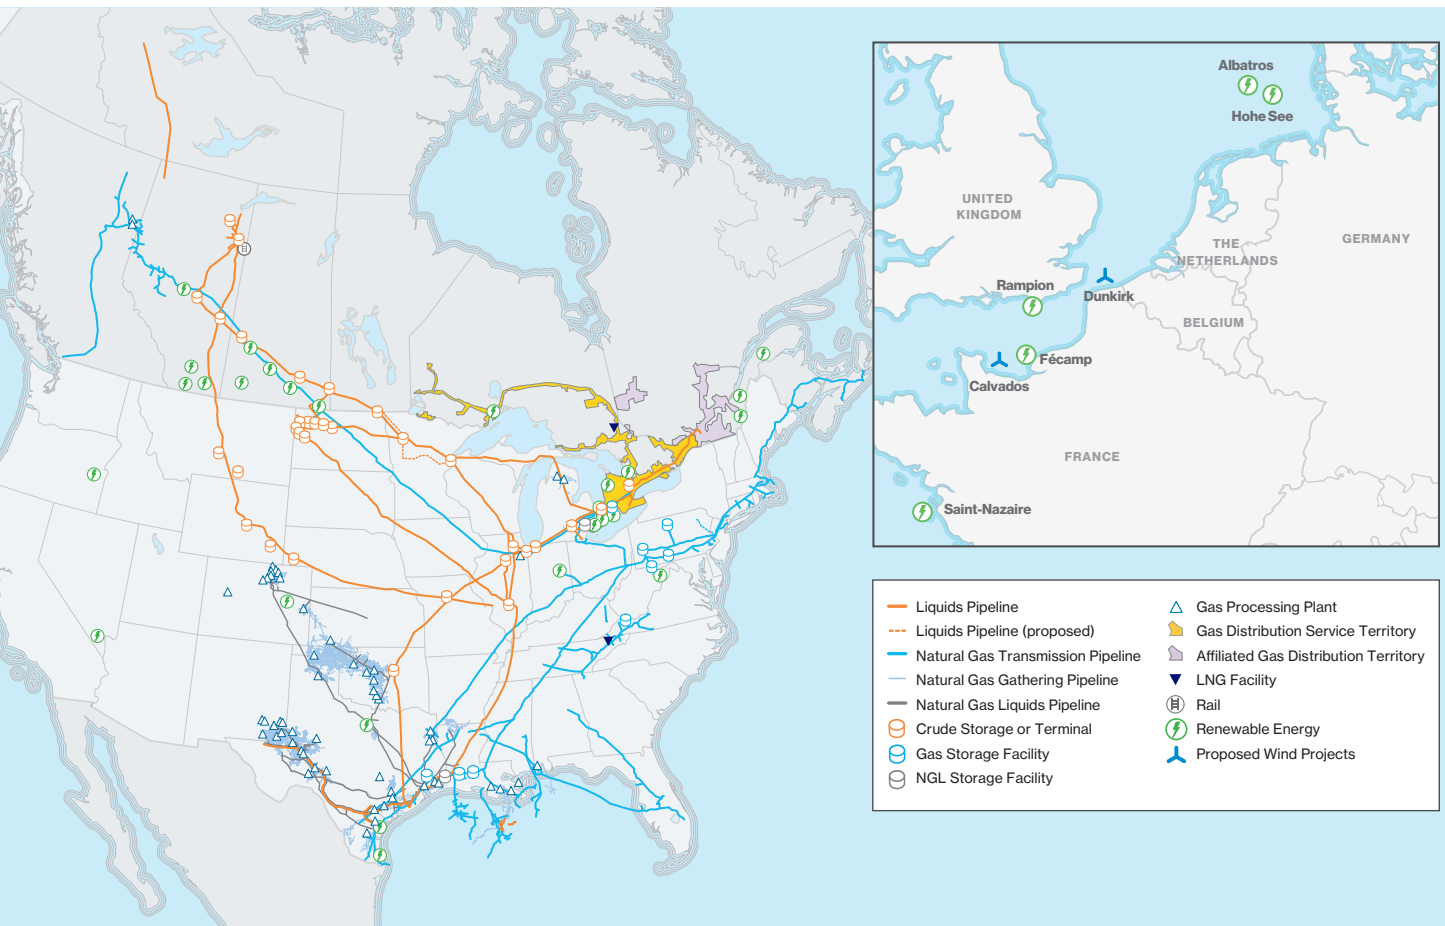 Albatros
Hohe See
UNITED
KINGDOM
THE
NETHERLANDS
GERMANY
Rampion
Dunkirk
BELGIUM
Fécamp
Calvados
FRANCE
Saint-Nazaire
Liquids Pipeline
Liquids Pipeline (proposed)
Natural Gas Transmission Pipeline
Natural Gas Gathering Pipeline
Natural Gas Liquids Pipeline
Crude Storage or Terminal
Gas Storage Facility
NGL Storage Facility
Gas Processing Plant
Gas Distribution Service Territory
Affiliated Gas Distribution Territory
LNG Facility
Rail
Renewable Energy
Proposed Wind Projects